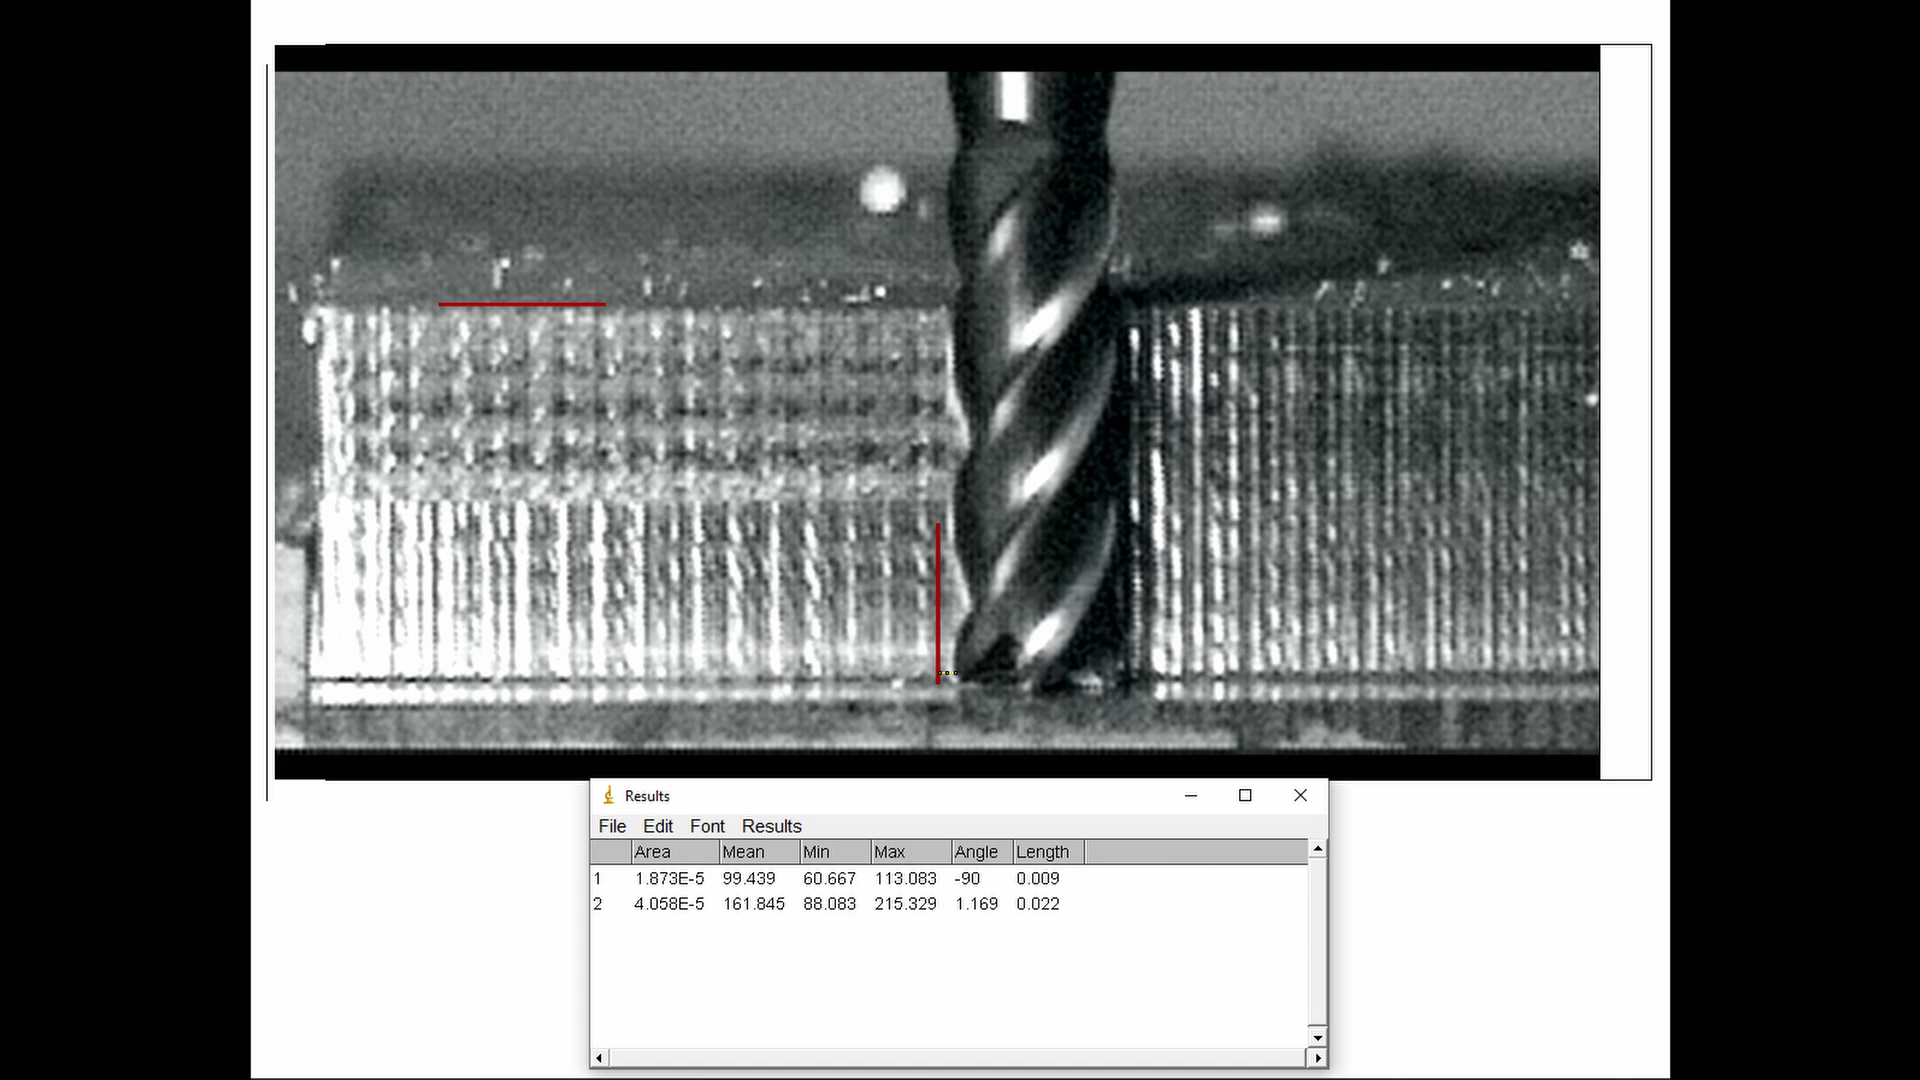 Results
File Edit Font Results
Area Mean Min Max Angle Length
1 1.873E-5 99.439 60.667 113.083 -90 0.009
2 4.058E-5 161.845 88.083 215.329 1.169 0.022